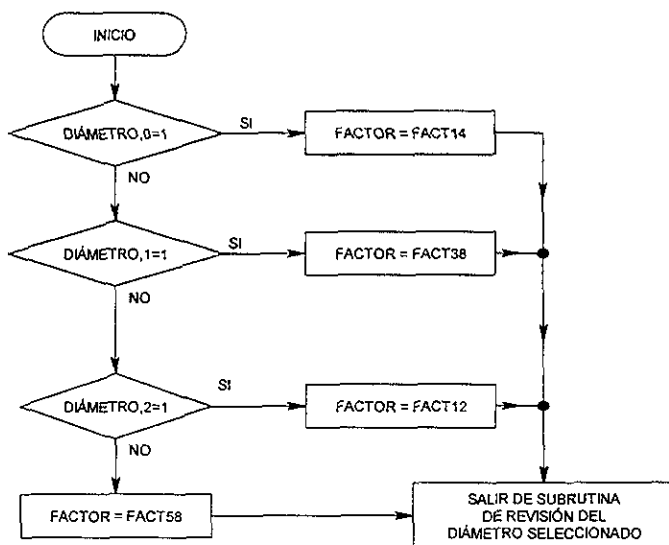 INICIO
DIÁMETRO,0=1
SI
FACTOR = FACT14
NO
DIÁMETRO,1=1
SI
FACTOR = FACT38
NO
DIÁMETRO,2=1
SI
FACTOR = FACT12
NO
FACTOR = FACT58
SALIR DE SUBRUTINA
DE REVISIÓN DEL
DIÁMETRO SELECCIONADO